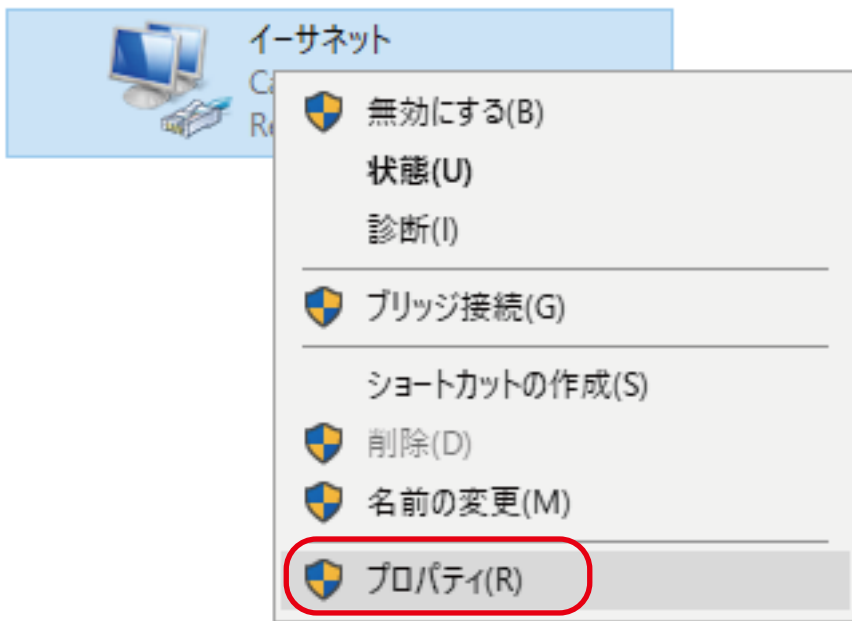 イーサネット
無効にする(B)
状態(U)
診断(I)
ブリッジ接続(G)
ショートカットの作成(S)
削除(D)
名前の変更(M)
プロパティ(R)